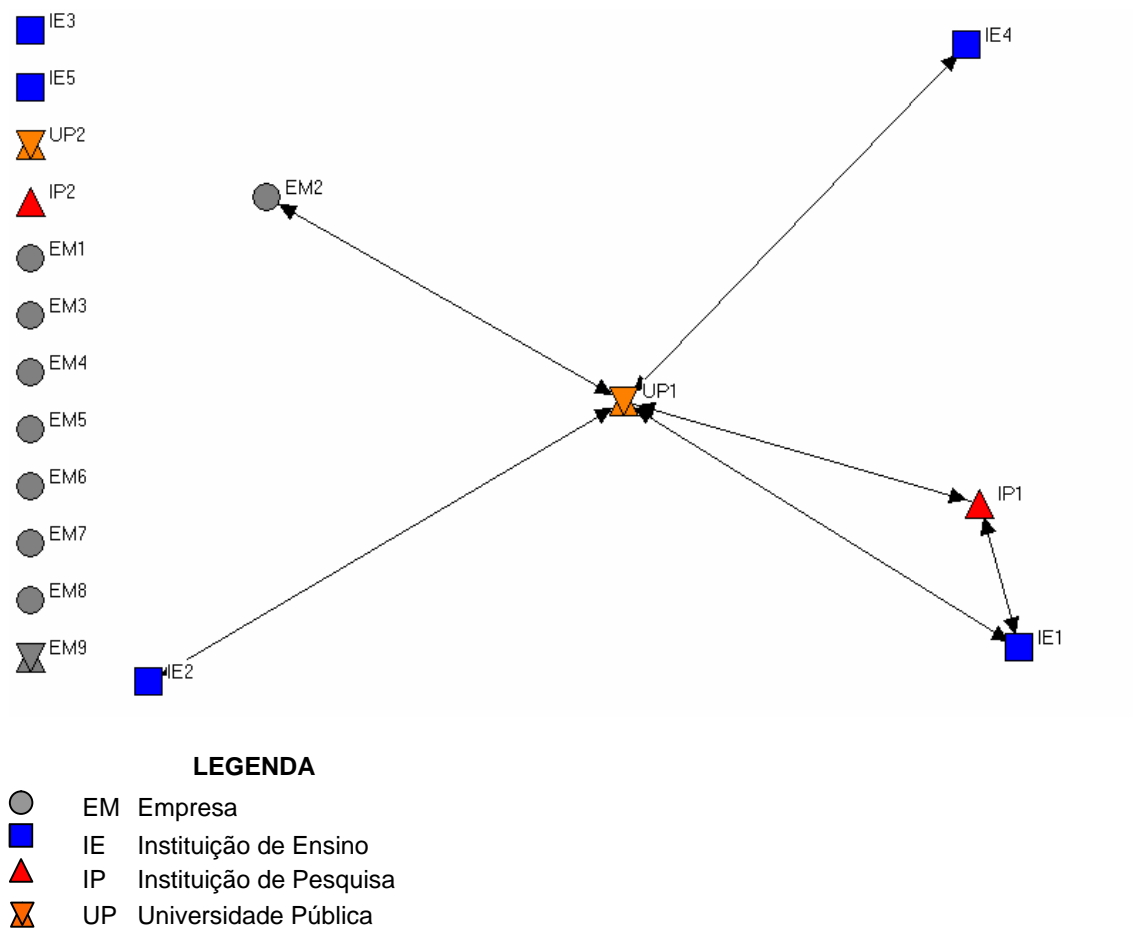 IE3
IE4
IE5
UP2
EM2
IP2
EM1
EM3
EM4
UP1
EM5
EM6
IP1
EM7
EM8
IE1
EM9
IE2
LEGENDA
EM Empresa
IE Instituição de Ensino
IP Instituição de Pesquisa
UP Universidade Pública